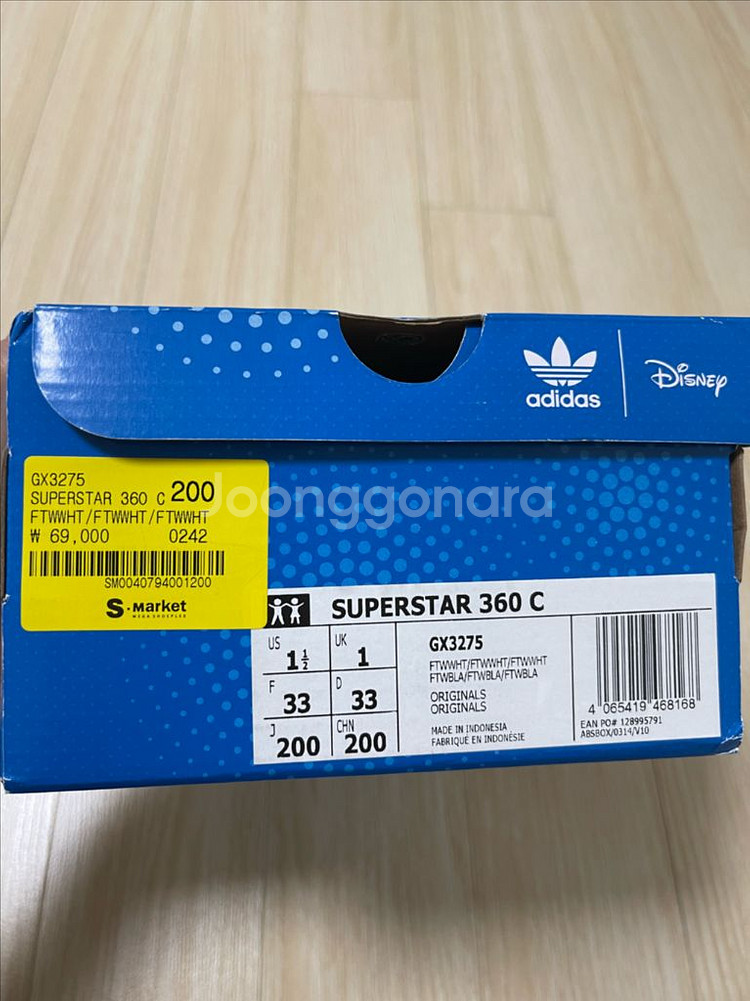 adidas
Disney
GX3275
SUPERSTAR 360 C 200
FTWWHT/FTWWHT/FTWWHT
₩ 69,000 0242
SM0040794001200
S·Market
MEGA SHOEPLEX
Joonggonara
SUPERSTAR 360 C
US 1½
UK 1
F 33
D 33
J 200
CHN 200
GX3275
FTWWHT/FTWWHT/FTWWHT
FTWBLA/FTWBLA/FTWBLA
ORIGINALS
ORIGINALS
MADE IN INDONESIA
FABRIQUÉ EN INDONÉSIE
4 065419 468168
EAN PO# 128995791
ABSBOX/0314/V10